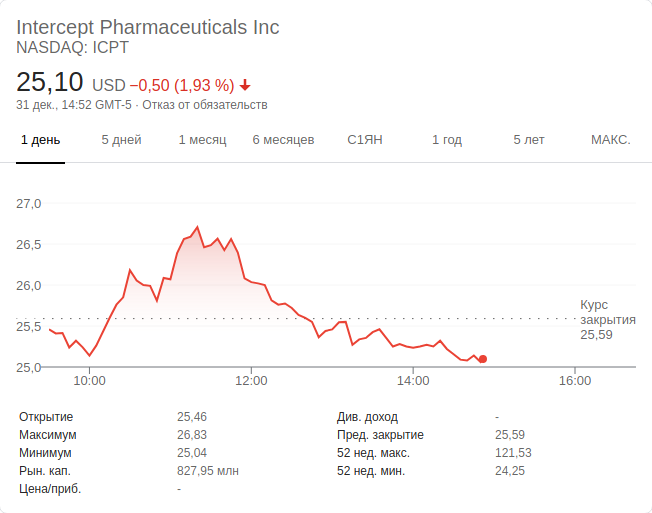 Intercept Pharmaceuticals Inc
NASDAQ: ICPT
25,10 USD −0,50 (1,93 %)
31 дек., 14:52 GMT-5 · Отказ от обязательств
1 день 5 дней 1 месяц 6 месяцев С1ЯН 1 год 5 лет МАКС.
27,0
26,5
26,0
25,5
25,0
Курс
закрытия
25,59
10:00 12:00 14:00 16:00
Открытие 25,46
Максимум 26,83
Минимум 25,04
Рын. кап. 827,95 млн
Цена/приб. -
Див. доход -
Пред. закрытие 25,59
52 нед. макс. 121,53
52 нед. мин. 24,25